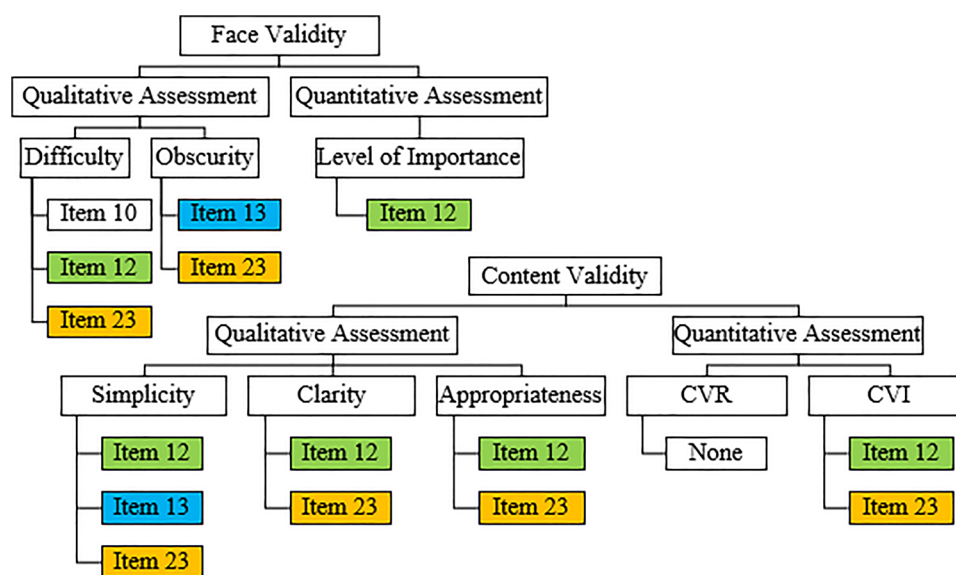 Face Validity
Qualitative Assessment
Quantitative Assessment
Difficulty
Obscurity
Level of Importance
Item 10
Item 13
Item 12
Item 12
Item 23
Item 23
Content Validity
Qualitative Assessment
Quantitative Assessment
Simplicity
Clarity
Appropriateness
CVR
CVI
Item 12
Item 12
Item 12
None
Item 12
Item 13
Item 23
Item 23
Item 23
Item 23